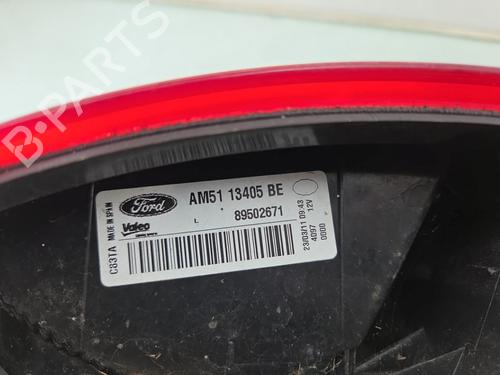 B-PARTS
Ford
AM51 13405 BE
L 89502671
Valeo
MADE IN SPAIN
C83TA
23/03/11 09:43
4097 12V
0000